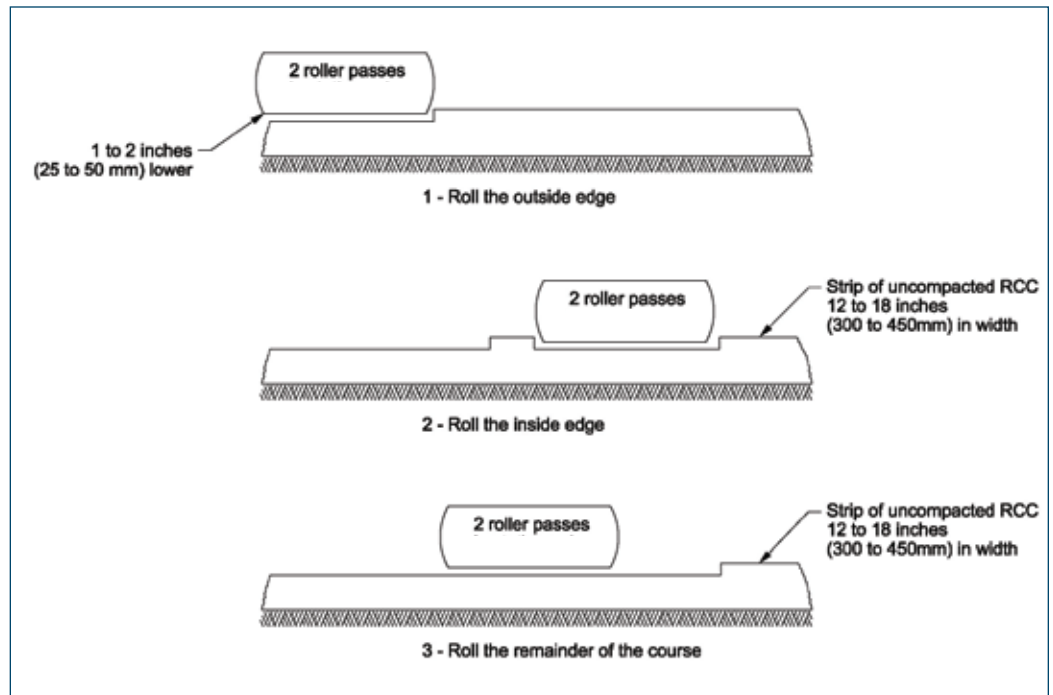 2 roller passes
1 to 2 inches
(25 to 50 mm) lower
1 - Roll the outside edge
2 roller passes
Strip of uncompacted RCC
12 to 18 inches
(300 to 450mm) in width
2 - Roll the inside edge
2 roller passes
Strip of uncompacted RCC
12 to 18 inches
(300 to 450mm) in width
3 - Roll the remainder of the course